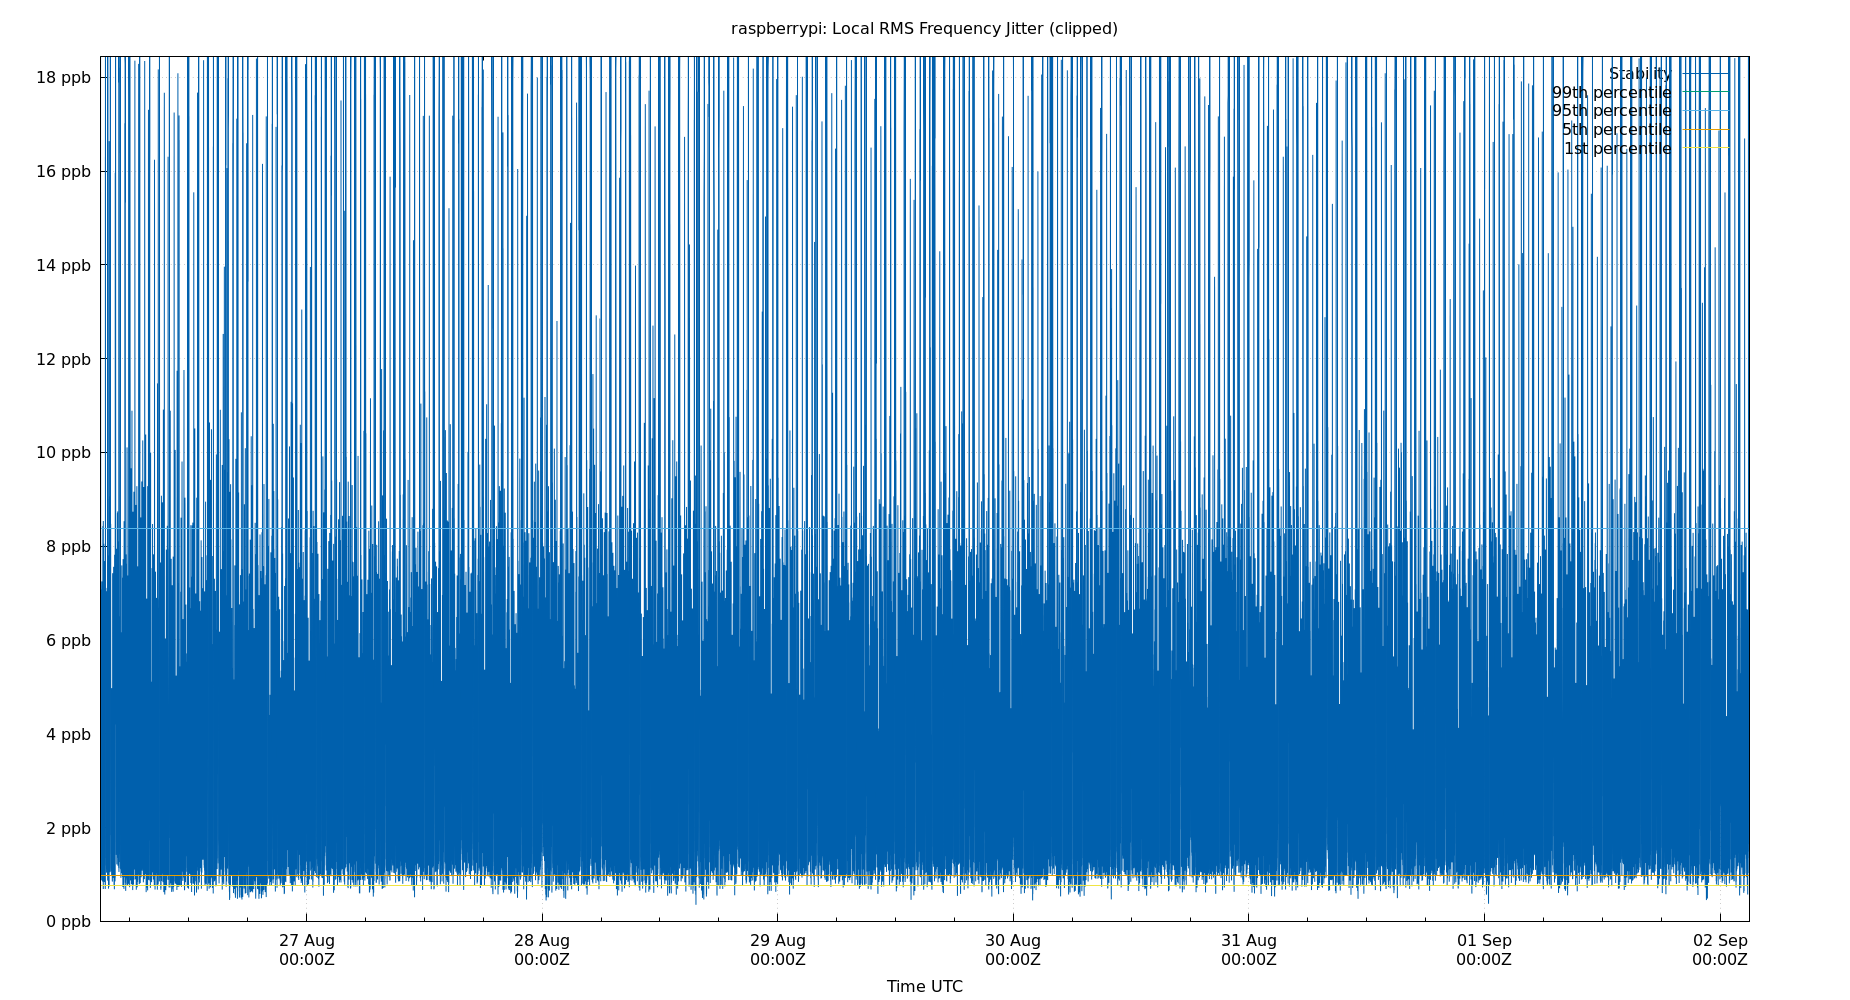 raspberrypi: Local RMS Frequency Jitter (clipped)
18 ppb
16 ppb
14 ppb
12 ppb
10 ppb
8 ppb
6 ppb
4 ppb
2 ppb
0 ppb
Stability
99th percentile
95th percentile
5th percentile
1st percentile
27 Aug 28 Aug 29 Aug 30 Aug 31 Aug 01 Sep 02 Sep
00:00Z 00:00Z 00:00Z 00:00Z 00:00Z 00:00Z 00:00Z
Time UTC